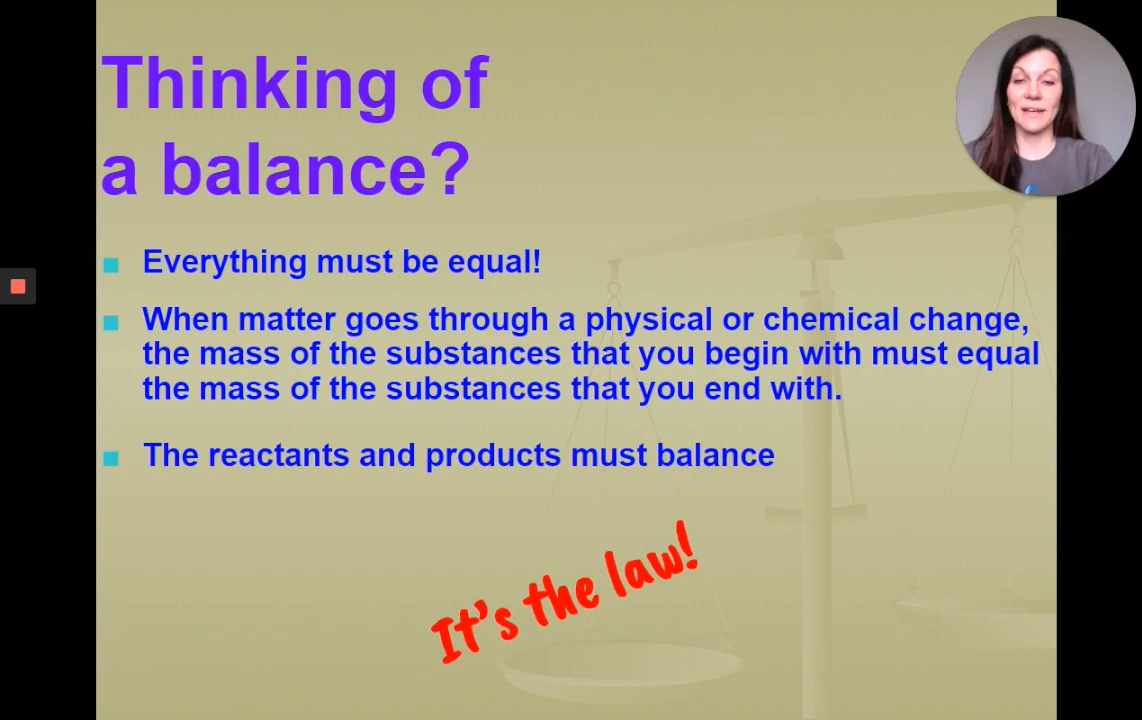 Thinking of
a balance?
Everything must be equal!
When matter goes through a physical or chemical change,
the mass of the substances that you begin with must equal
the mass of the substances that you end with.
The reactants and products must balance
It's the law!